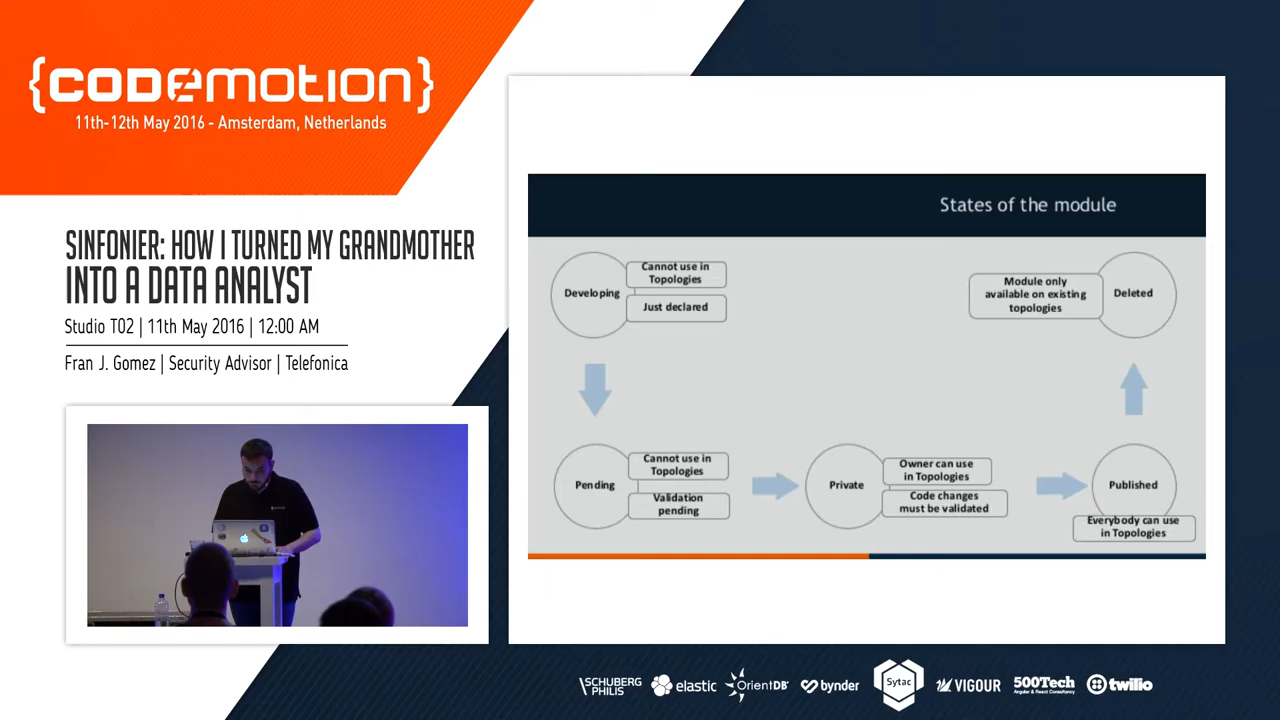 {CODEMOTION}
11th-12th May 2016 - Amsterdam, Netherlands
SINFONIER: HOW I TURNED MY GRANDMOTHER
INTO A DATA ANALYST
Studio T02 | 11th May 2016 | 12:00 AM
Fran J. Gomez | Security Advisor | Telefonica
States of the module
Developing
Cannot use in
Topologies
Just declared
Module only
available on existing
topologies
Deleted
Pending
Cannot use in
Topologies
Validation
pending
Private
Owner can use
in Topologies
Code changes
must be validated
Published
Everybody can use
in Topologies
SCHUBERG
PHILIS
elastic
OrientDB
bynder
Sytac
VIGOUR
500Tech
Angular & React Consultancy
twilio